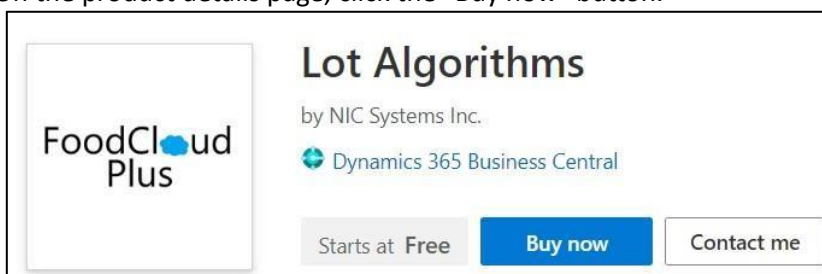 on the product details page, click the "Buy now" button.
Lot Algorithms
by NIC Systems Inc.
FoodCloud
Plus
Dynamics 365 Business Central
Starts at Free
Buy now
Contact me